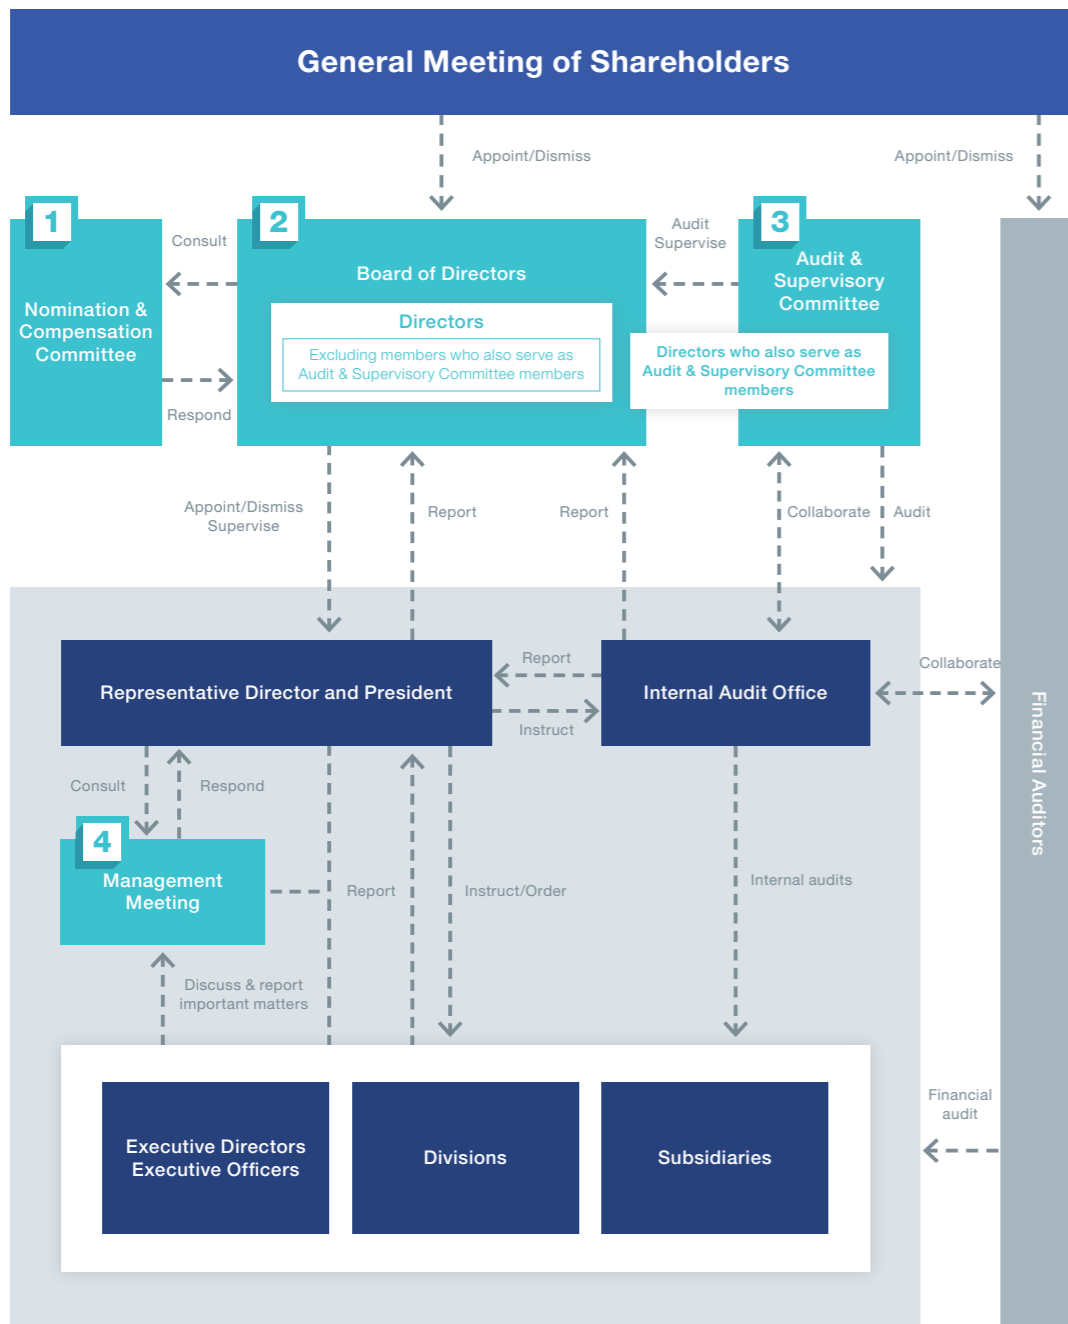 General Meeting of Shareholders
Appoint/Dismiss
Appoint/Dismiss
1
Nomination &
Compensation
Committee
Consult
Respond
2
Board of Directors
Directors
Excluding members who also serve as
Audit & Supervisory Committee members
Audit
Supervise
3
Audit &
Supervisory
Committee
Directors who also serve as
Audit & Supervisory Committee
members
Appoint/Dismiss
Supervise
Report
Report
Collaborate
Audit
Representative Director and President
Report
Instruct
Internal Audit Office
Collaborate
Financial Auditors
Consult
Respond
4
Management
Meeting
Report
Instruct/Order
Internal audits
Discuss & report
important matters
Executive Directors
Executive Officers
Divisions
Subsidiaries
Financial
audit